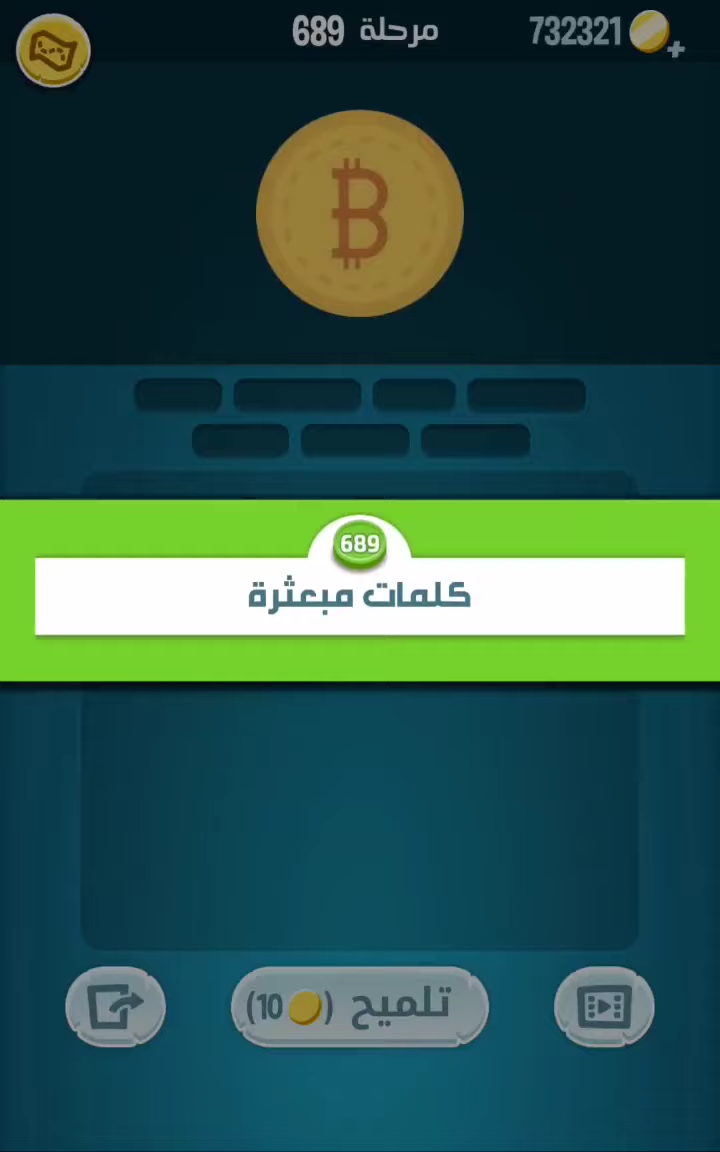 مرحلة 689
732321
689
كلمات مبعثرة
تلميح (10)